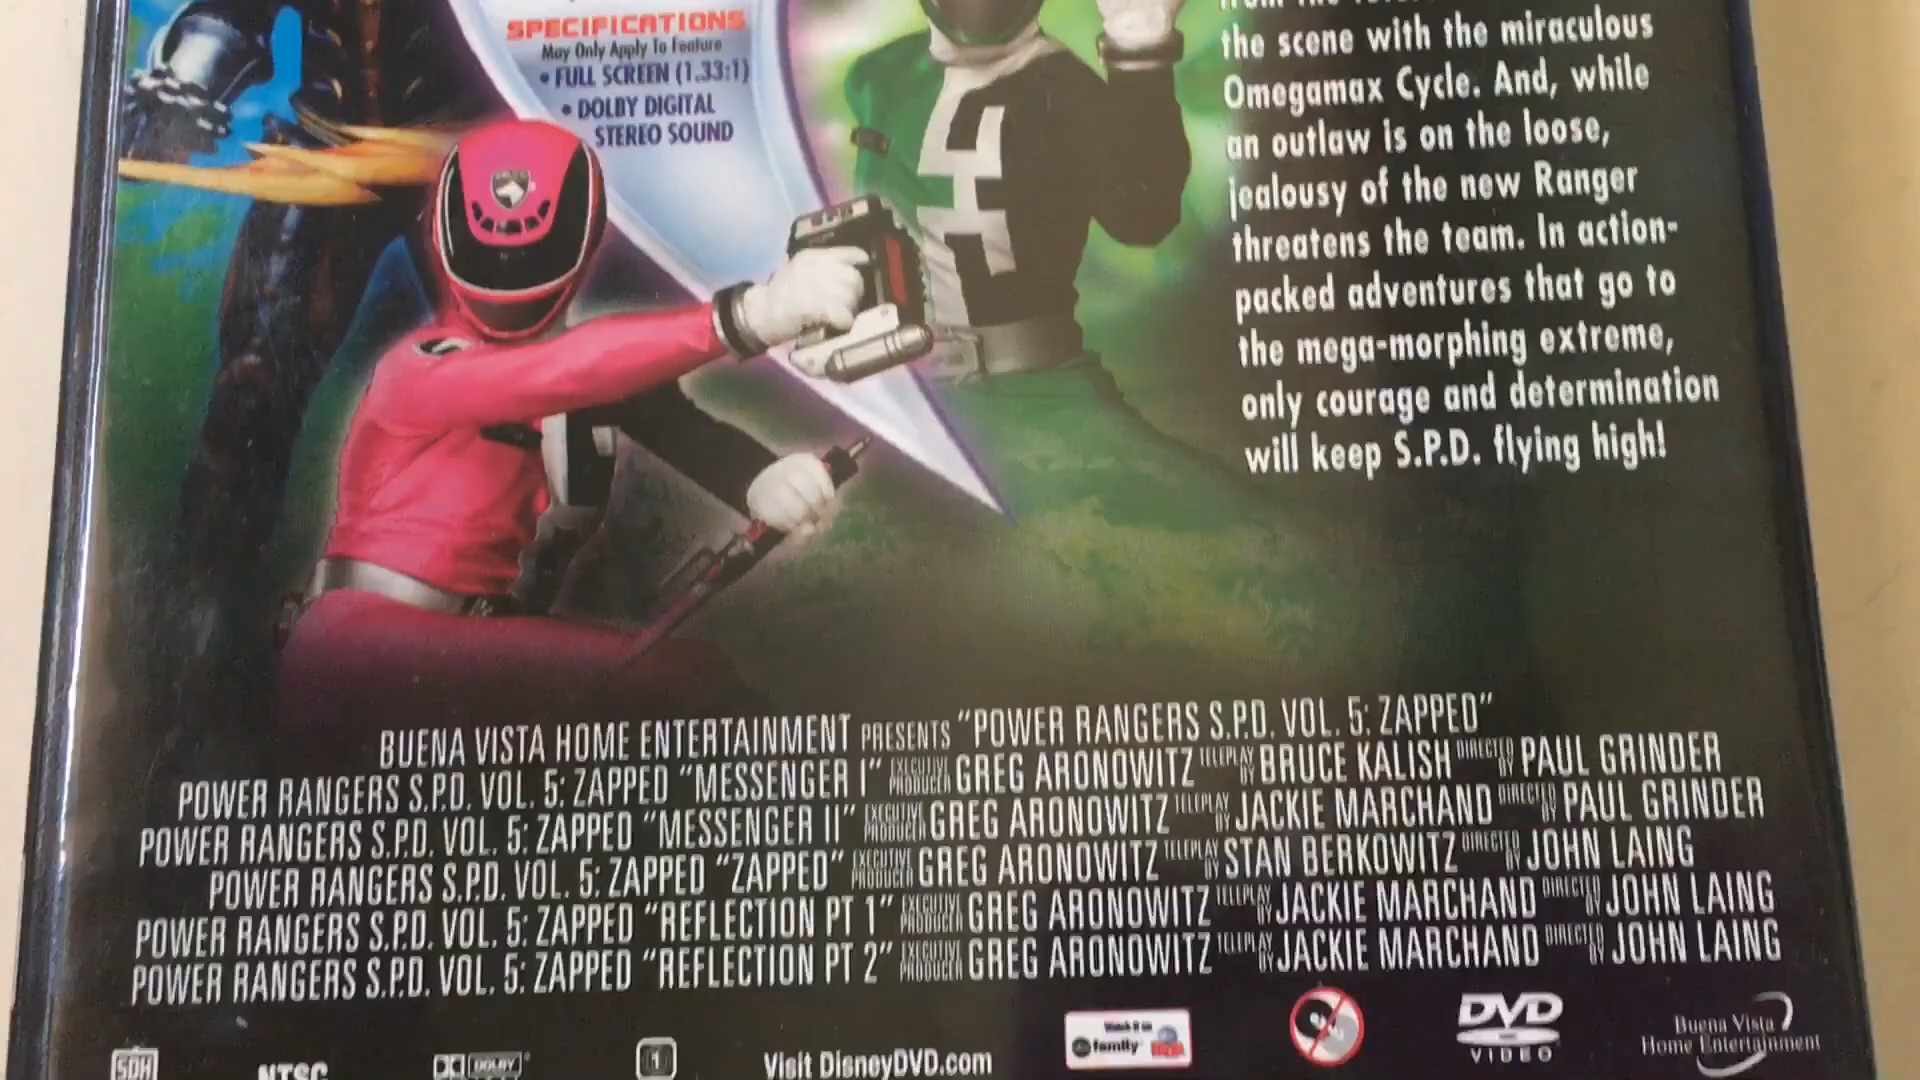 SPECIFICATIONS
May Only Apply To Feature
• FULL SCREEN (1.33:1)
• DOLBY DIGITAL
STEREO SOUND
S.P.D
from the
the scene with the miraculous
Omegamax Cycle. And, while
an outlaw is on the loose,
jealousy of the new Ranger
threatens the team. In action-
packed adventures that go to
the mega-morphing extreme,
only courage and determination
will keep S.P.D. flying high!
BUENA VISTA HOME ENTERTAINMENT PRESENTS "POWER RANGERS S.P.D. VOL. 5: ZAPPED"
POWER RANGERS S.P.D. VOL. 5: ZAPPED "MESSENGER I" EXECUTIVE PRODUCER GREG ARONOWITZ TELEPLAY BY BRUCE KALISH DIRECTED BY PAUL GRINDER
POWER RANGERS S.P.D. VOL. 5: ZAPPED "MESSENGER II" EXECUTIVE PRODUCER GREG ARONOWITZ TELEPLAY BY JACKIE MARCHAND DIRECTED BY PAUL GRINDER
POWER RANGERS S.P.D. VOL. 5: ZAPPED "ZAPPED" EXECUTIVE PRODUCER GREG ARONOWITZ TELEPLAY BY STAN BERKOWITZ DIRECTED BY JOHN LAING
POWER RANGERS S.P.D. VOL. 5: ZAPPED "REFLECTION PT 1" EXECUTIVE PRODUCER GREG ARONOWITZ TELEPLAY BY JACKIE MARCHAND DIRECTED BY JOHN LAING
POWER RANGERS S.P.D. VOL. 5: ZAPPED "REFLECTION PT 2" EXECUTIVE PRODUCER GREG ARONOWITZ TELEPLAY BY JACKIE MARCHAND DIRECTED BY JOHN LAING
SDH NTSC DOLBY 1 Visit DisneyDVD.com
Watch it on
abc family
DVD
VIDEO
Buena Vista
Home Entertainment